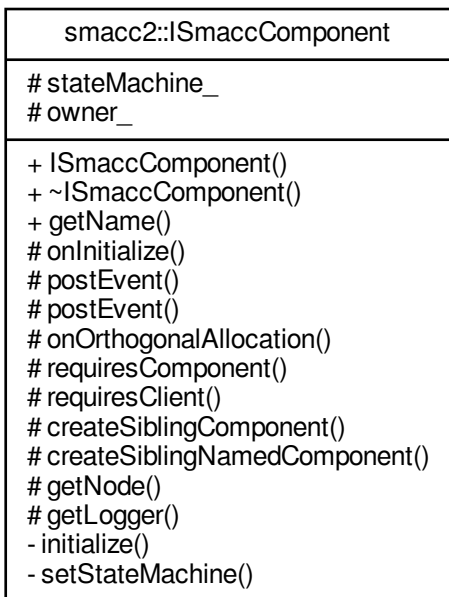 smacc2::ISmaccComponent
# stateMachine_
# owner_
+ ISmaccComponent()
+ ~ISmaccComponent()
+ getName()
# onInitialize()
# postEvent()
# postEvent()
# onOrthogonalAllocation()
# requiresComponent()
# requiresClient()
# createSiblingComponent()
# createSiblingNamedComponent()
# getNode()
# getLogger()
- initialize()
- setStateMachine()